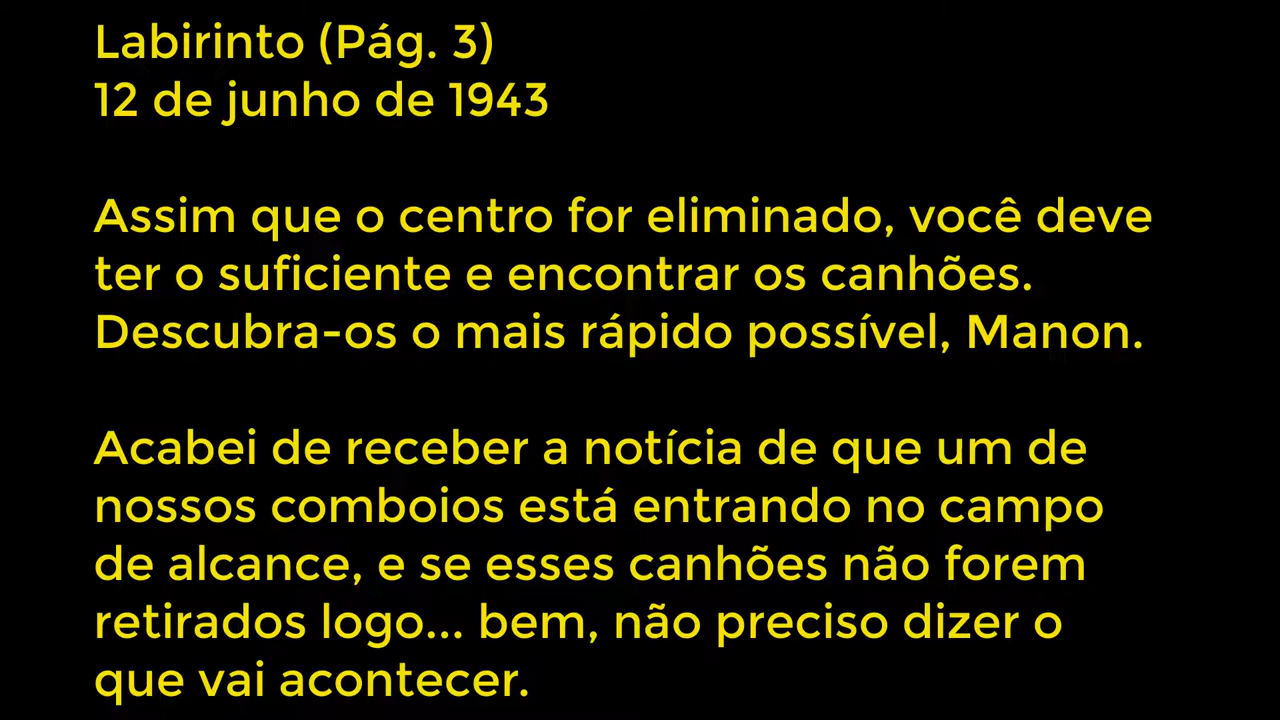 Labirinto (Pág. 3)
12 de junho de 1943
Assim que o centro for eliminado, você deve
ter o suficiente e encontrar os canhões.
Descubra-os o mais rápido possível, Manon.
Acabei de receber a notícia de que um de
nossos comboios está entrando no campo
de alcance, e se esses canhões não forem
retirados logo... bem, não preciso dizer o
que vai acontecer.